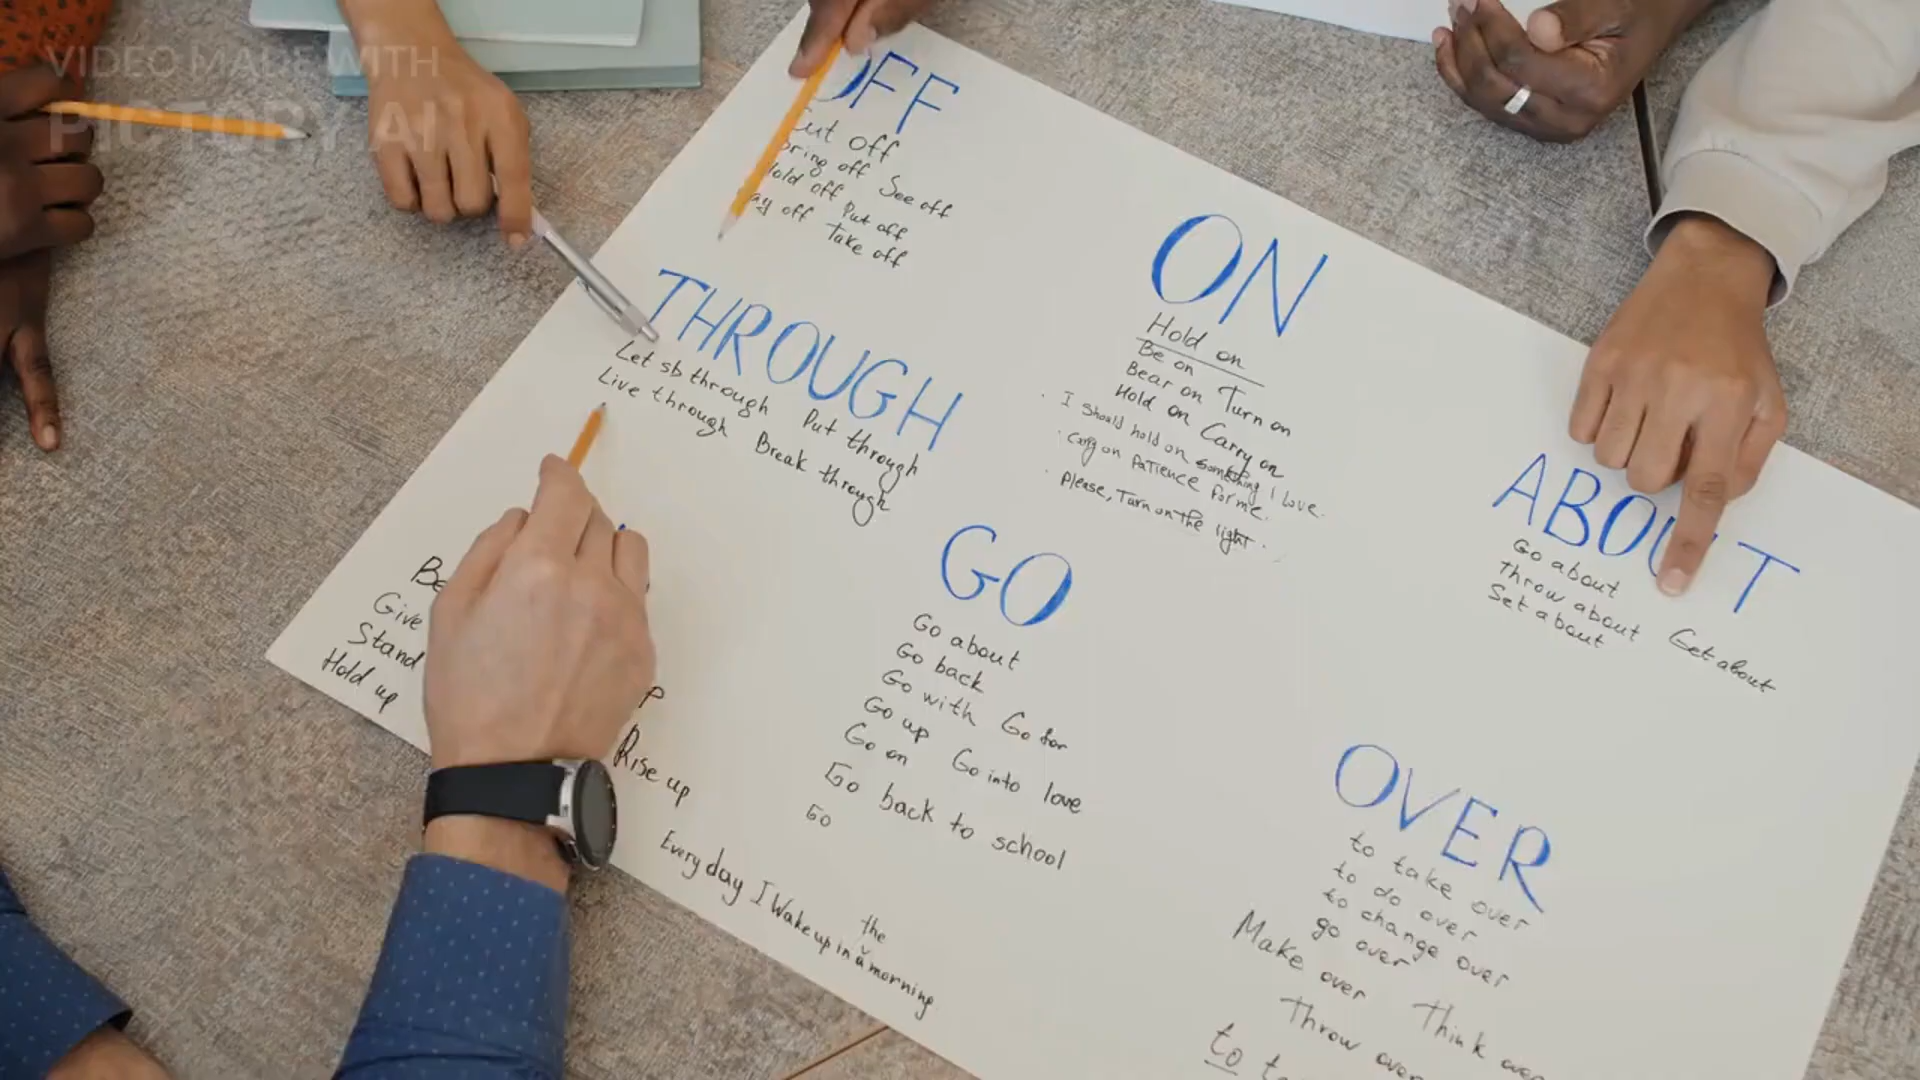 VIDEO MADE WITH
PICTORY.AI
OFF
Cut off
bring off See off
Hold off Put off
off Take off
THROUGH
Let sb through Put through
Live through Break through
ON
Hold on
Be on Turn on
Bear on
Hold on Carry on
I should hold on something I love.
Carry on patience for me.
Please, Turn on the light.
ABOUT
Go about
throw about Get about
Set about
Give
Stand
Hold up
Rise up
GO
Go about
Go back
Go with Go for
Go up
Go on Go into love
Go back to school
Go
Every day I wake up in the morning.
OVER
to take over
to do over
to change over
go over
Make over Think over
Throw over
to